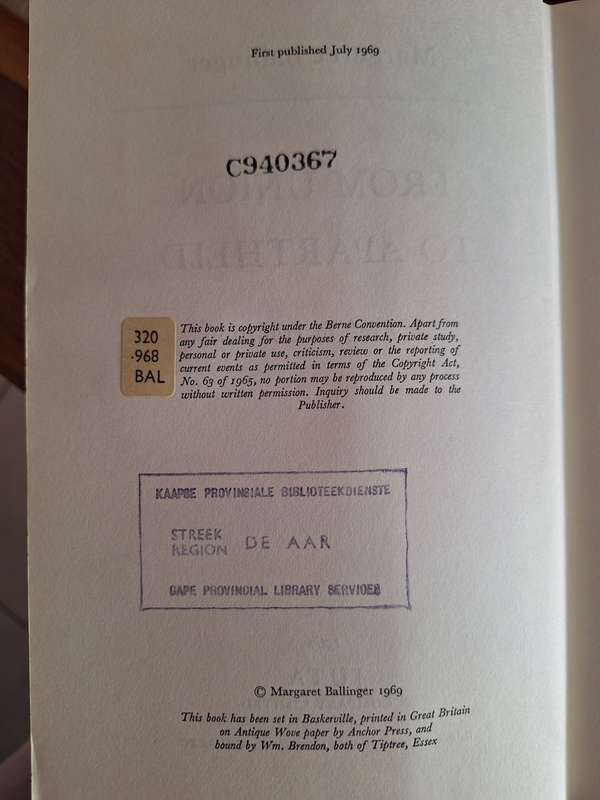 First published July 1969
C940367
320
·968
BAL
This book is copyright under the Berne Convention. Apart from
any fair dealing for the purposes of research, private study,
personal or private use, criticism, review or the reporting of
current events as permitted in terms of the Copyright Act,
No. 63 of 1965, no portion may be reproduced by any process
without written permission. Inquiry should be made to the
Publisher.
KAAPSE PROVINSIALE BIBLIOTEEKDIENSTE
STREEK
REGION DE AAR
CAPE PROVINCIAL LIBRARY SERVICES
© Margaret Ballinger 1969
This book has been set in Baskerville, printed in Great Britain
on Antique Wove paper by Anchor Press, and
bound by Wm. Brendon, both of Tiptree, Essex